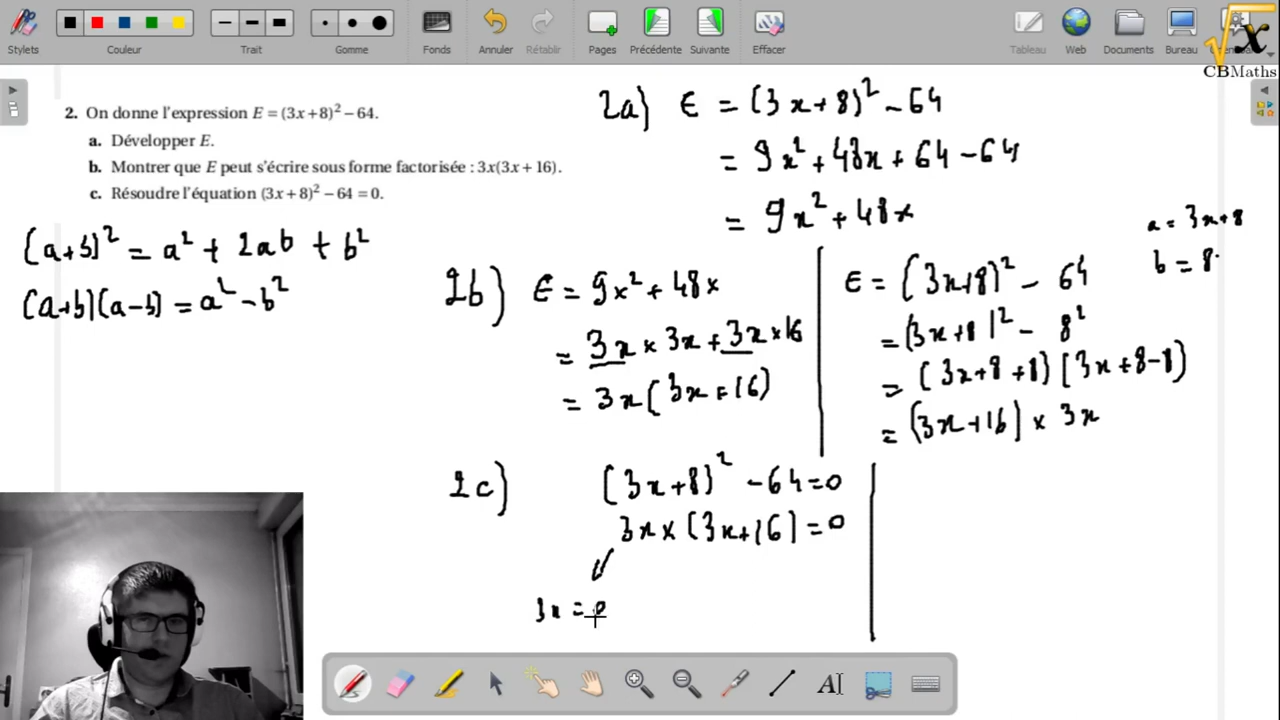 Stylets Couleur Trait Gomme Fonds Annuler Rétablir Pages Précédente Suivante Effacer Tableau Web Documents Bureau
CBMaths
2. On donne l'expression E = (3x+8)² − 64.
a. Développer E.
b. Montrer que E peut s'écrire sous forme factorisée : 3x(3x+16).
c. Résoudre l'équation (3x+8)² − 64 = 0.
(a+b)² = a² + 2ab + b²
(a+b)(a-b) = a² - b²
2a) E = (3x+8)² - 64
= 9x² + 48x + 64 - 64
= 9x² + 48x
2b) E = 9x² + 48x
= 3x × 3x + 3x × 16
= 3x(3x+16)
a = 3x+8
b = 8
E = (3x+8)² - 64
= (3x+8)² - 8²
= (3x+8+8)(3x+8-8)
= (3x+16) × 3x
2c) (3x+8)² - 64 = 0
3x × (3x+16) = 0
3x = 0
AI